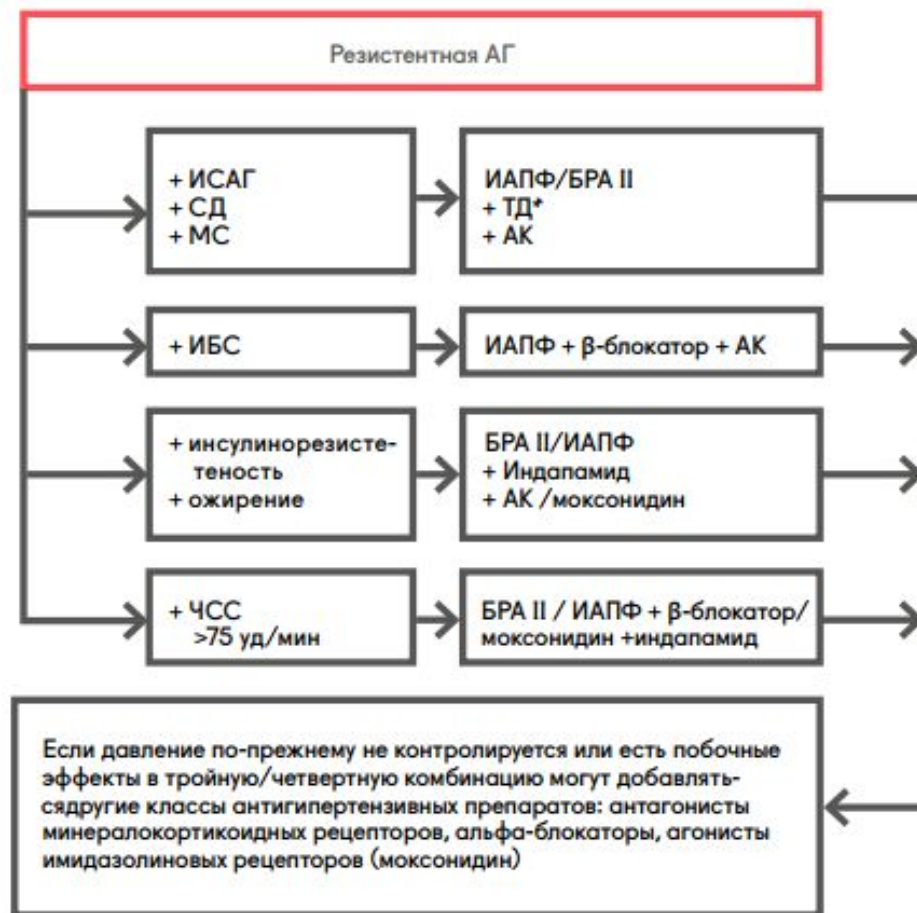 Резистентная АГ
+ ИСАГ
+ СД
+ МС
ИАПФ/БРА II
+ ТД*
+ АК
+ ИБС
ИАПФ + β-блокатор + АК
+ инсулинорезисте-
теность
+ ожирение
БРА II/ИАПФ
+ Индапамид
+ АК /моксонидин
+ ЧСС
>75 уд/мин
БРА II / ИАПФ + β-блокатор/
моксонидин +индапамид
Если давление по-прежнему не контролируется или есть побочные
эффекты в тройную/четвертную комбинацию могут добавлять-
сядругие классы антигипертензивных препаратов: антагонисты
минералокортикоидных рецепторов, альфа-блокаторы, агонисты
имидазолиновых рецепторов (моксонидин)